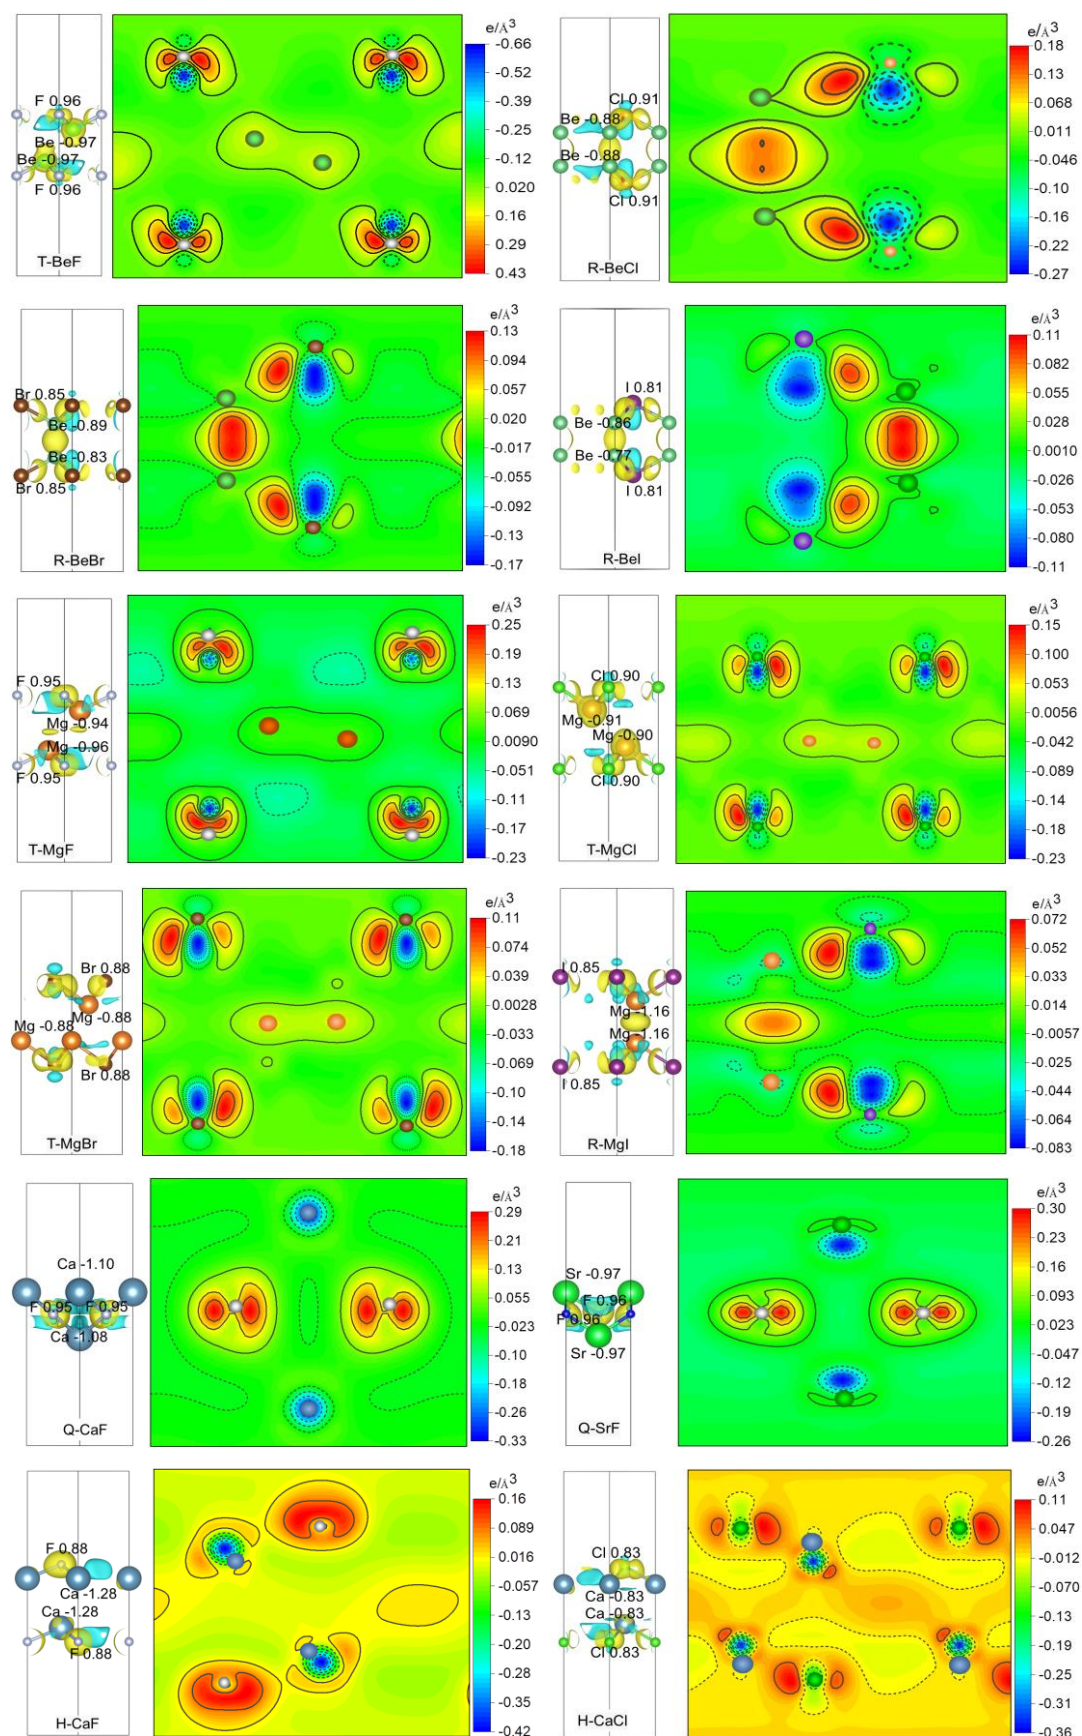 F 0.96
Be -0.97
Be -0.97
F 0.96
T-BeF
e/Å³
-0.66
-0.52
-0.39
-0.25
-0.12
0.020
0.16
0.29
0.43
Cl 0.91
Be -0.88
Be -0.88
Cl 0.91
R-BeCl
e/Å³
0.18
0.13
0.068
0.011
-0.046
-0.10
-0.16
-0.22
-0.27
Br 0.85
Be -0.89
Be -0.83
Br 0.85
R-BeBr
e/Å³
0.13
0.094
0.057
0.020
-0.017
-0.055
-0.092
-0.13
-0.17
I 0.81
Be -0.86
Be -0.77
I 0.81
R-BeI
e/Å³
0.11
0.082
0.055
0.028
0.0010
-0.026
-0.053
-0.080
-0.11
F 0.95
Mg -0.94
Mg -0.96
F 0.95
T-MgF
e/Å³
0.25
0.19
0.13
0.069
0.0090
-0.051
-0.11
-0.17
-0.23
Cl 0.90
Mg -0.91
Mg -0.90
Cl 0.90
T-MgCl
e/Å³
0.15
0.100
0.053
0.0056
-0.042
-0.089
-0.14
-0.18
-0.23
Br 0.88
Mg -0.88
Mg -0.88
Br 0.88
T-MgBr
e/Å³
0.11
0.074
0.039
0.0028
-0.033
-0.069
-0.10
-0.14
-0.18
I 0.85
Mg -1.16
Mg -1.16
I 0.85
R-MgI
e/Å³
0.072
0.052
0.033
0.014
-0.0057
-0.025
-0.044
-0.064
-0.083
Ca -1.10
F 0.95 F 0.95
Ca -1.08
Q-CaF
e/Å³
0.29
0.21
0.13
0.055
-0.023
-0.10
-0.18
-0.26
-0.33
Sr -0.97
F 0.96
F 0.96
Sr -0.97
Q-SrF
e/Å³
0.30
0.23
0.16
0.093
0.023
-0.047
-0.12
-0.19
-0.26
F 0.88
Ca -1.28
Ca -1.28
F 0.88
H-CaF
e/Å³
0.16
0.089
0.016
-0.057
-0.13
-0.20
-0.28
-0.35
-0.42
Cl 0.83
Ca -0.83
Ca -0.83
Cl 0.83
H-CaCl
e/Å³
0.11
0.047
-0.012
-0.070
-0.13
-0.19
-0.25
-0.31
-0.36